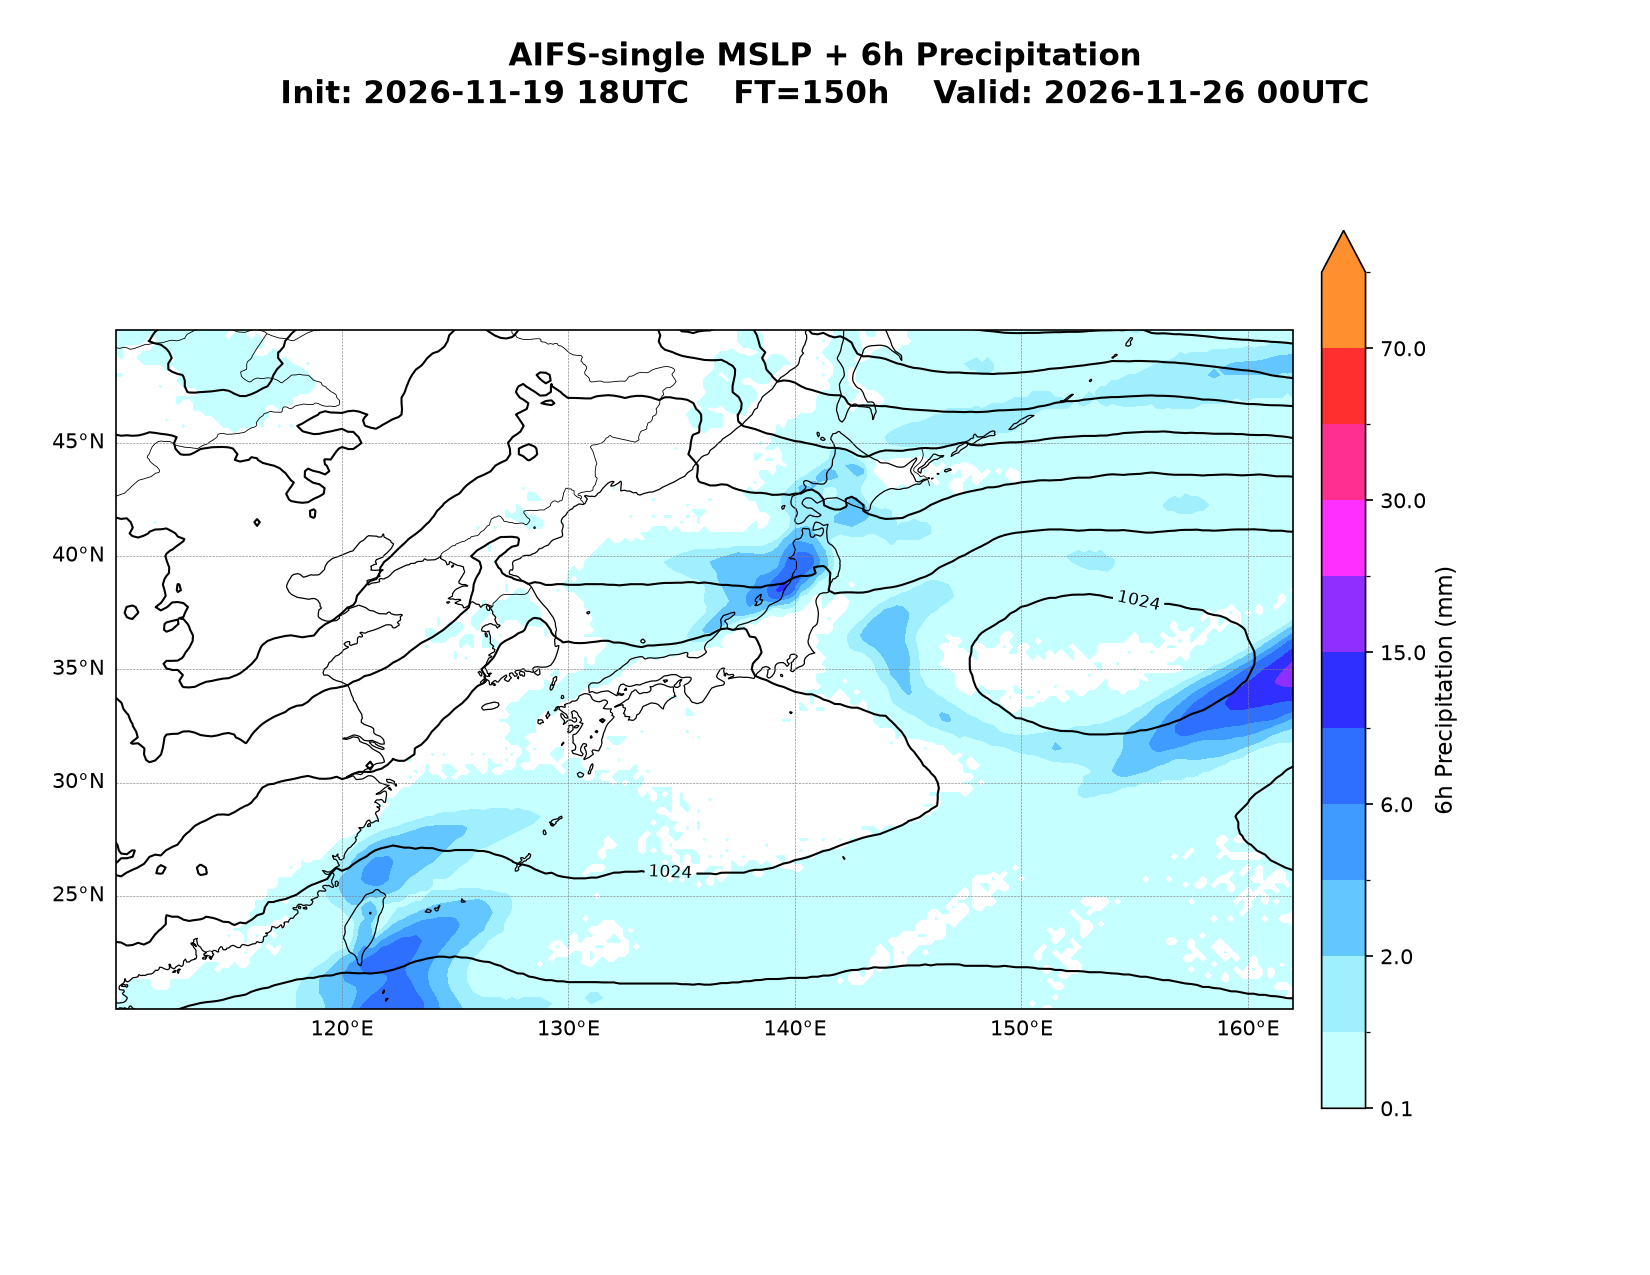 AIFS-single MSLP + 6h Precipitation
Init: 2026-11-19 18UTC    FT=150h    Valid: 2026-11-26 00UTC
1024
1024
45°N
40°N
35°N
30°N
25°N
120°E
130°E
140°E
150°E
160°E
70.0
30.0
15.0
6.0
2.0
0.1
6h Precipitation (mm)